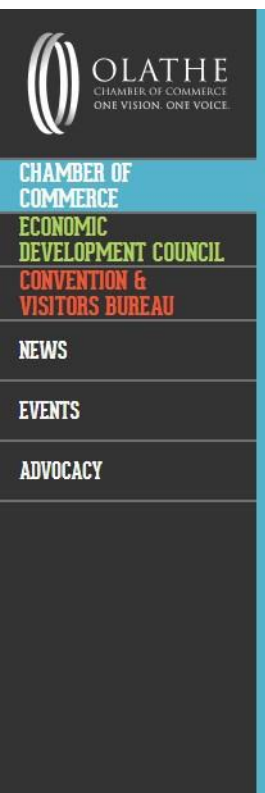 OLATHE
CHAMBER OF COMMERCE
ONE VISION. ONE VOICE.
CHAMBER OF
COMMERCE
ECONOMIC
DEVELOPMENT COUNCIL
CONVENTION &
VISITORS BUREAU
NEWS
EVENTS
ADVOCACY